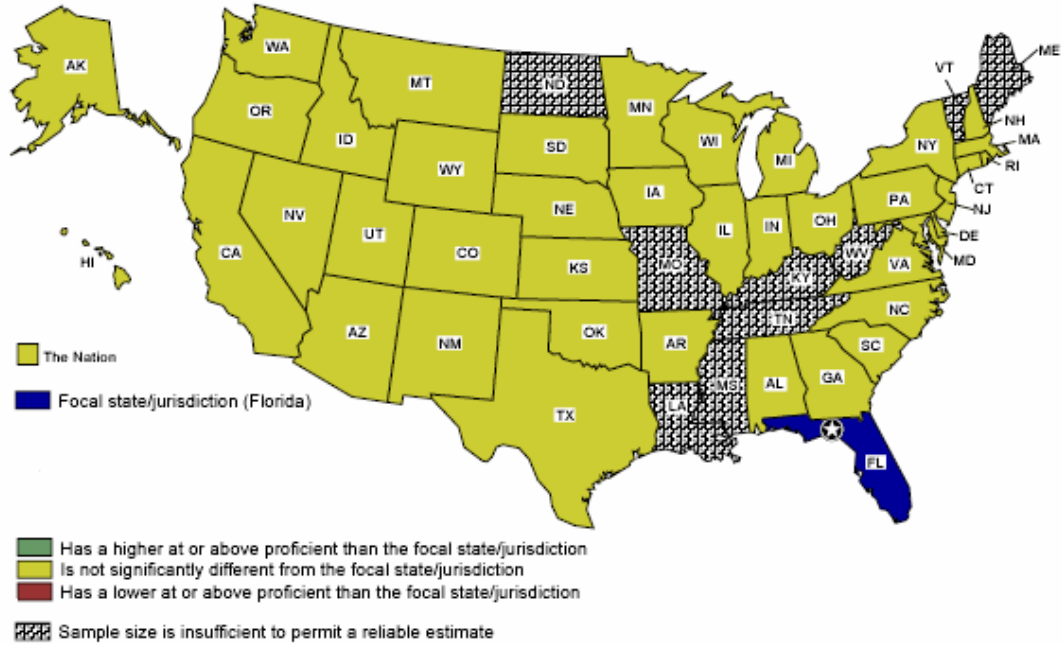 ME
VT
AK
WA
MT
ND
MN
OR
ID
SD
WI
MI
NY
NH
MA
RI
CT
WY
IA
NE
PA
NJ
NV
UT
CO
IL
IN
OH
DE
MD
HI
CA
KS
MO
KY
WV
VA
AZ
NM
OK
AR
TN
NC
SC
The Nation
MS
AL
GA
LA
TX
FL
Focal state/jurisdiction (Florida)
Has a higher at or above proficient than the focal state/jurisdiction
Is not significantly different from the focal state/jurisdiction
Has a lower at or above proficient than the focal state/jurisdiction
Sample size is insufficient to permit a reliable estimate